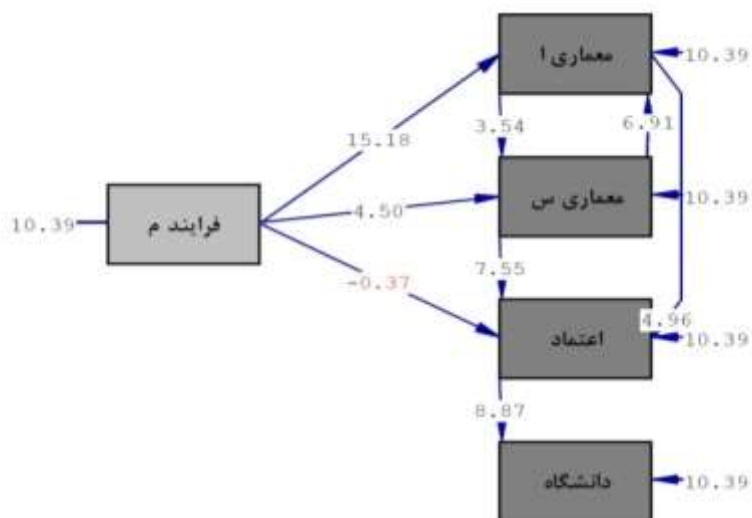 معماری ا
10.39
3.54
6.91
15.18
معماری س
10.39
10.39
فرایند م
4.50
7.55
-0.37
4.96
اعتماد
10.39
8.87
دانشگاه
10.39